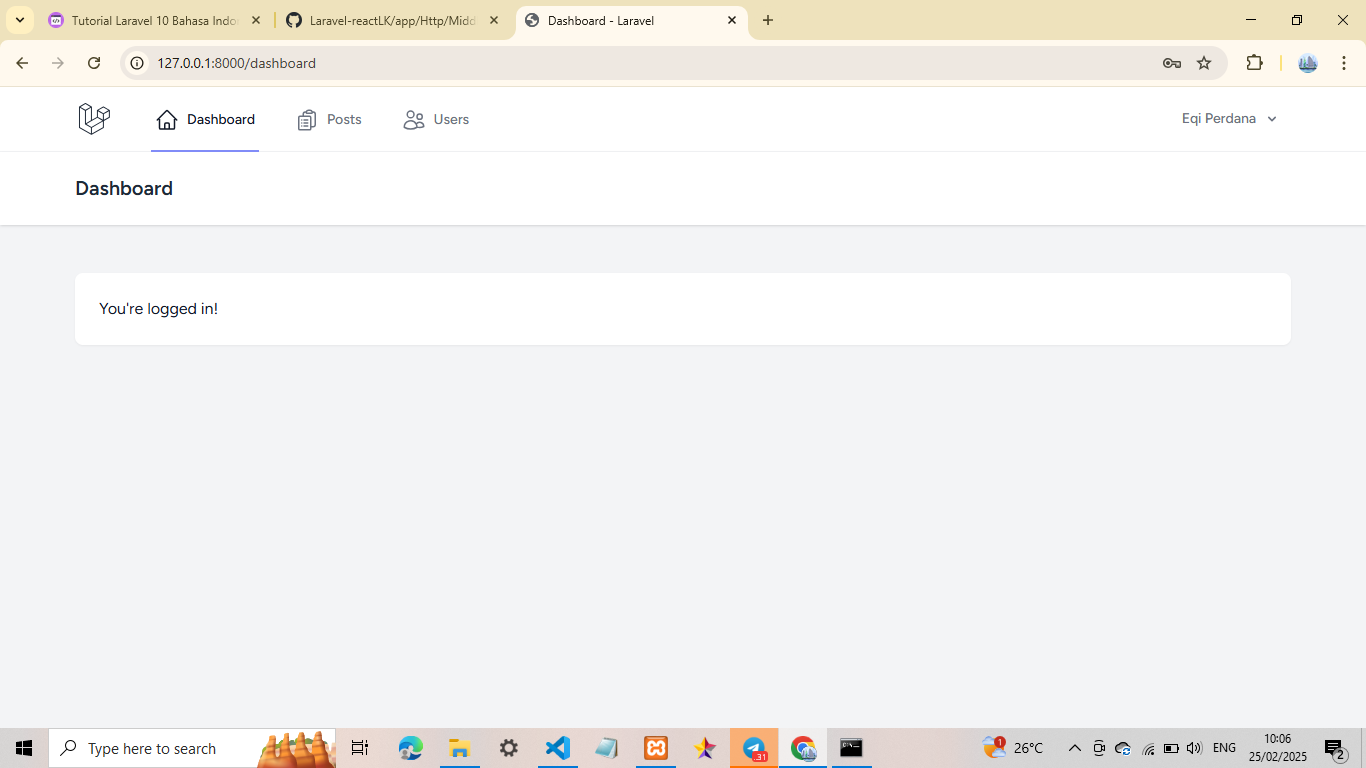 Tutorial Laravel 10 Bahasa Indo
Laravel-reactLK/app/Http/Midd
Dashboard - Laravel
127.0.0.1:8000/dashboard
Dashboard
Posts
Users
Eqi Perdana
Dashboard
You're logged in!
Type here to search
31
1
26°C
ENG
10:06
25/02/2025
2